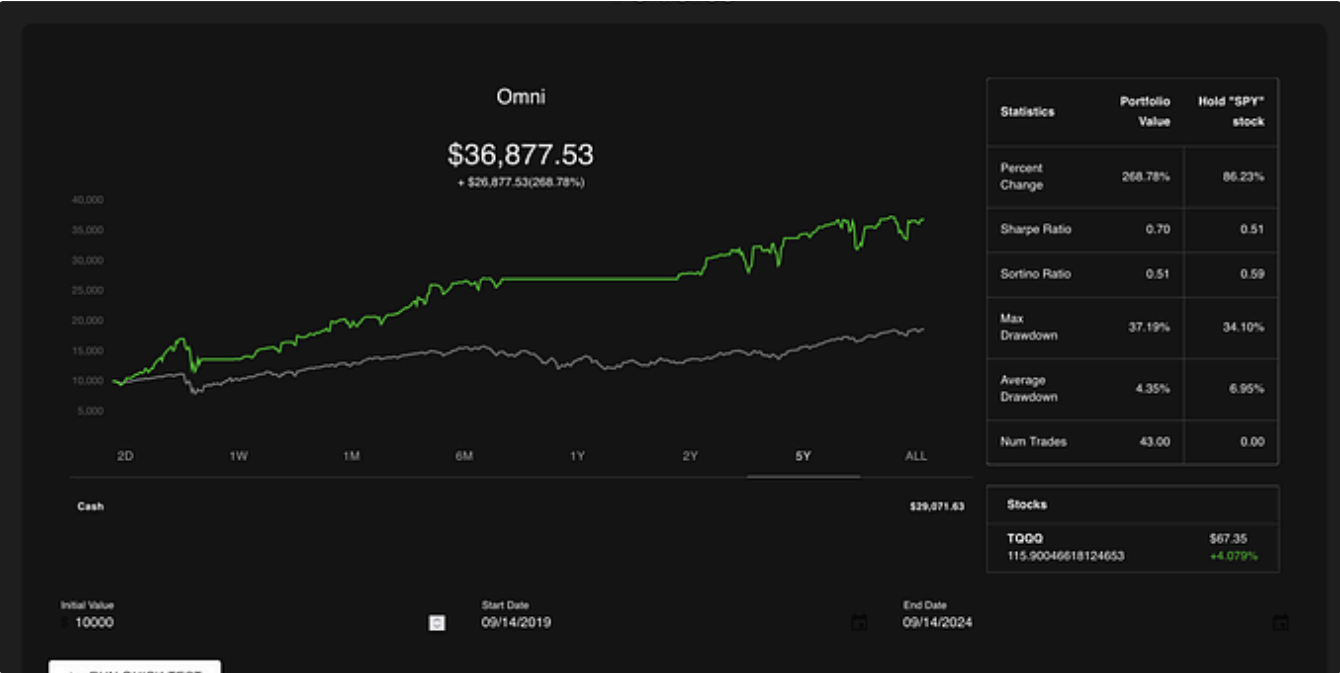 Omni
$36,877.53
+ $26,877.53(268.78%)
40,000
35,000
30,000
25,000
20,000
15,000
10,000
5,000
2D 1W 1M 6M 1Y 2Y 5Y ALL
Cash $29,071.63
Statistics Portfolio Value Hold "SPY" stock
Percent Change 268.78% 86.23%
Sharpe Ratio 0.70 0.51
Sortino Ratio 0.51 0.59
Max Drawdown 37.19% 34.10%
Average Drawdown 4.35% 6.95%
Num Trades 43.00 0.00
Stocks
TQQQ $67.35
115.90046618124653 +4.079%
Initial Value
$ 10000
Start Date
09/14/2019
End Date
09/14/2024